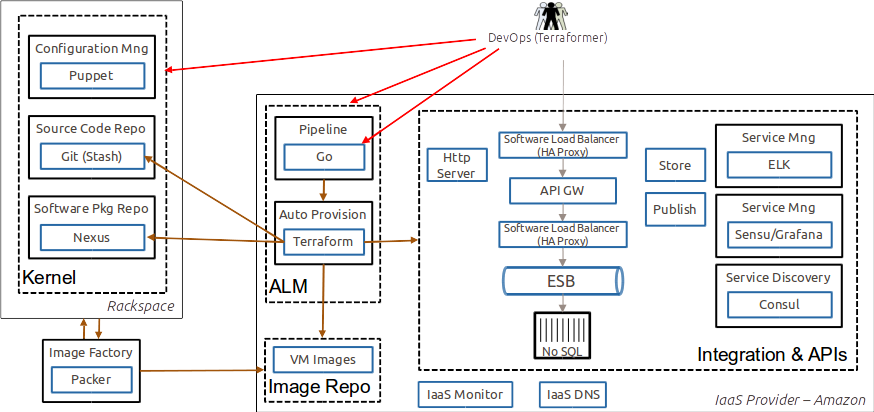 DevOps (Terraformer)
Configuration Mng
Puppet
Source Code Repo
Git (Stash)
Software Pkg Repo
Nexus
Kernel
Rackspace
Image Factory
Packer
Pipeline
Go
Auto Provision
Terraform
ALM
VM Images
Image Repo
Http
Server
Software Load Balancer
(HA Proxy)
API GW
Software Load Balancer
(HA Proxy)
ESB
No SQL
Store
Publish
Service Mng
ELK
Service Mng
Sensu/Grafana
Service Discovery
Consul
Integration & APIs
IaaS Monitor
IaaS DNS
IaaS Provider – Amazon